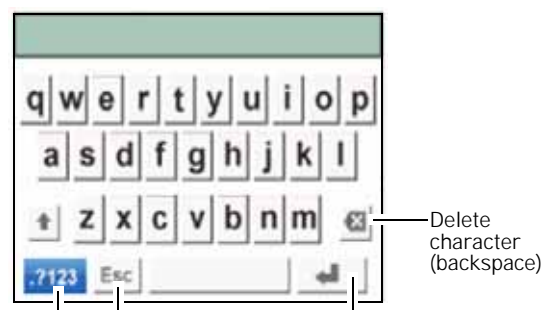 q w e r t y u i o p
a s d f g h j k l
z x c v b n m
Delete
character
(backspace)
.?123 Esc